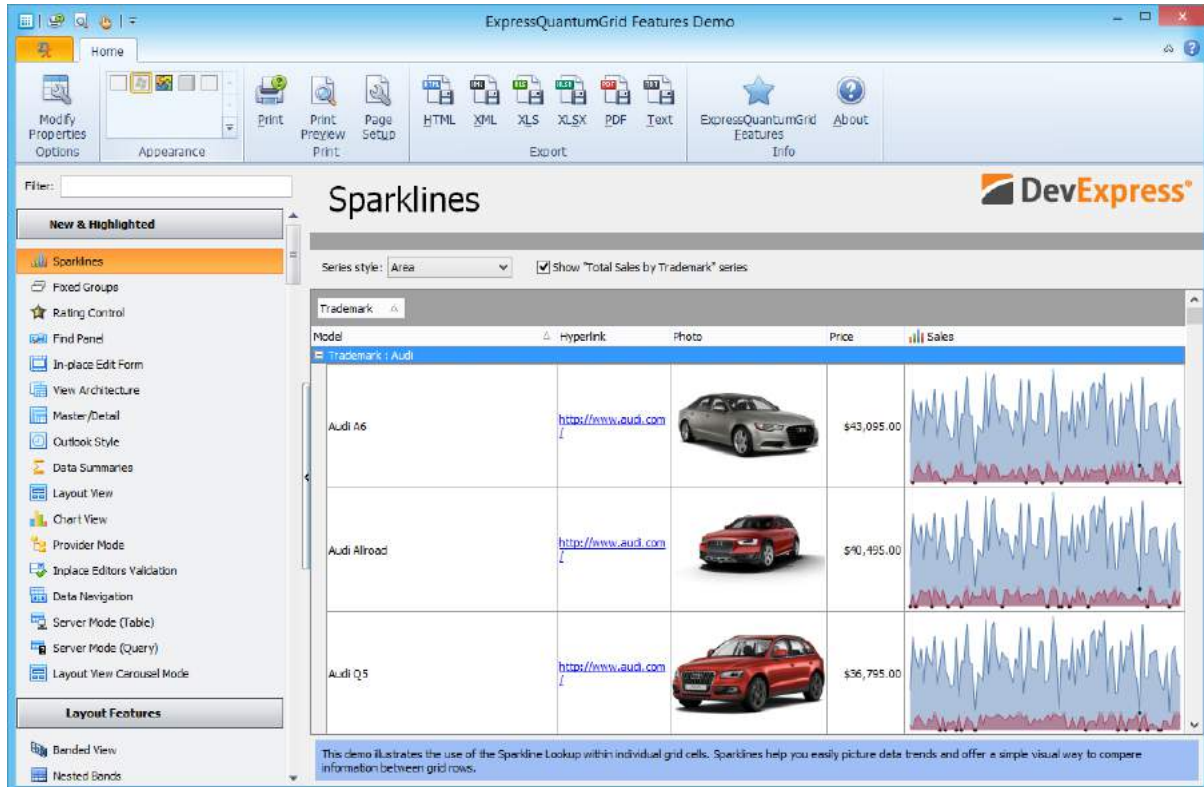 ExpressQuantumGrid Features Demo
Home
Modify Properties
Options
Appearance
Print
Print Preview
Page Setup
Print
HTML
XML
XLS
XLSX
PDF
Text
Export
ExpressQuantumGrid Features
About
Info
Filter:
New & Highlighted
Sparklines
Fixed Groups
Rating Control
Find Panel
In-place Edit Form
View Architecture
Master/Detail
Outlook Style
Data Summaries
Layout View
Chart View
Provider Mode
Inplace Editors Validation
Data Navigation
Server Mode (Table)
Server Mode (Query)
Layout View Carousel Mode
Layout Features
Banded View
Nested Bands
Sparklines
DevExpress
Series style: Area
Show "Total Sales by Trademark" series
Trademark
Model Hyperlink Photo Price Sales
Trademark : Audi
Audi A6 http://www.audi.com/ $43,095.00
Audi Allroad http://www.audi.com/ $40,495.00
Audi Q5 http://www.audi.com/ $36,795.00
This demo illustrates the use of the Sparkline Lookup within individual grid cells. Sparklines help you easily picture data trends and offer a simple visual way to compare
information between grid rows.